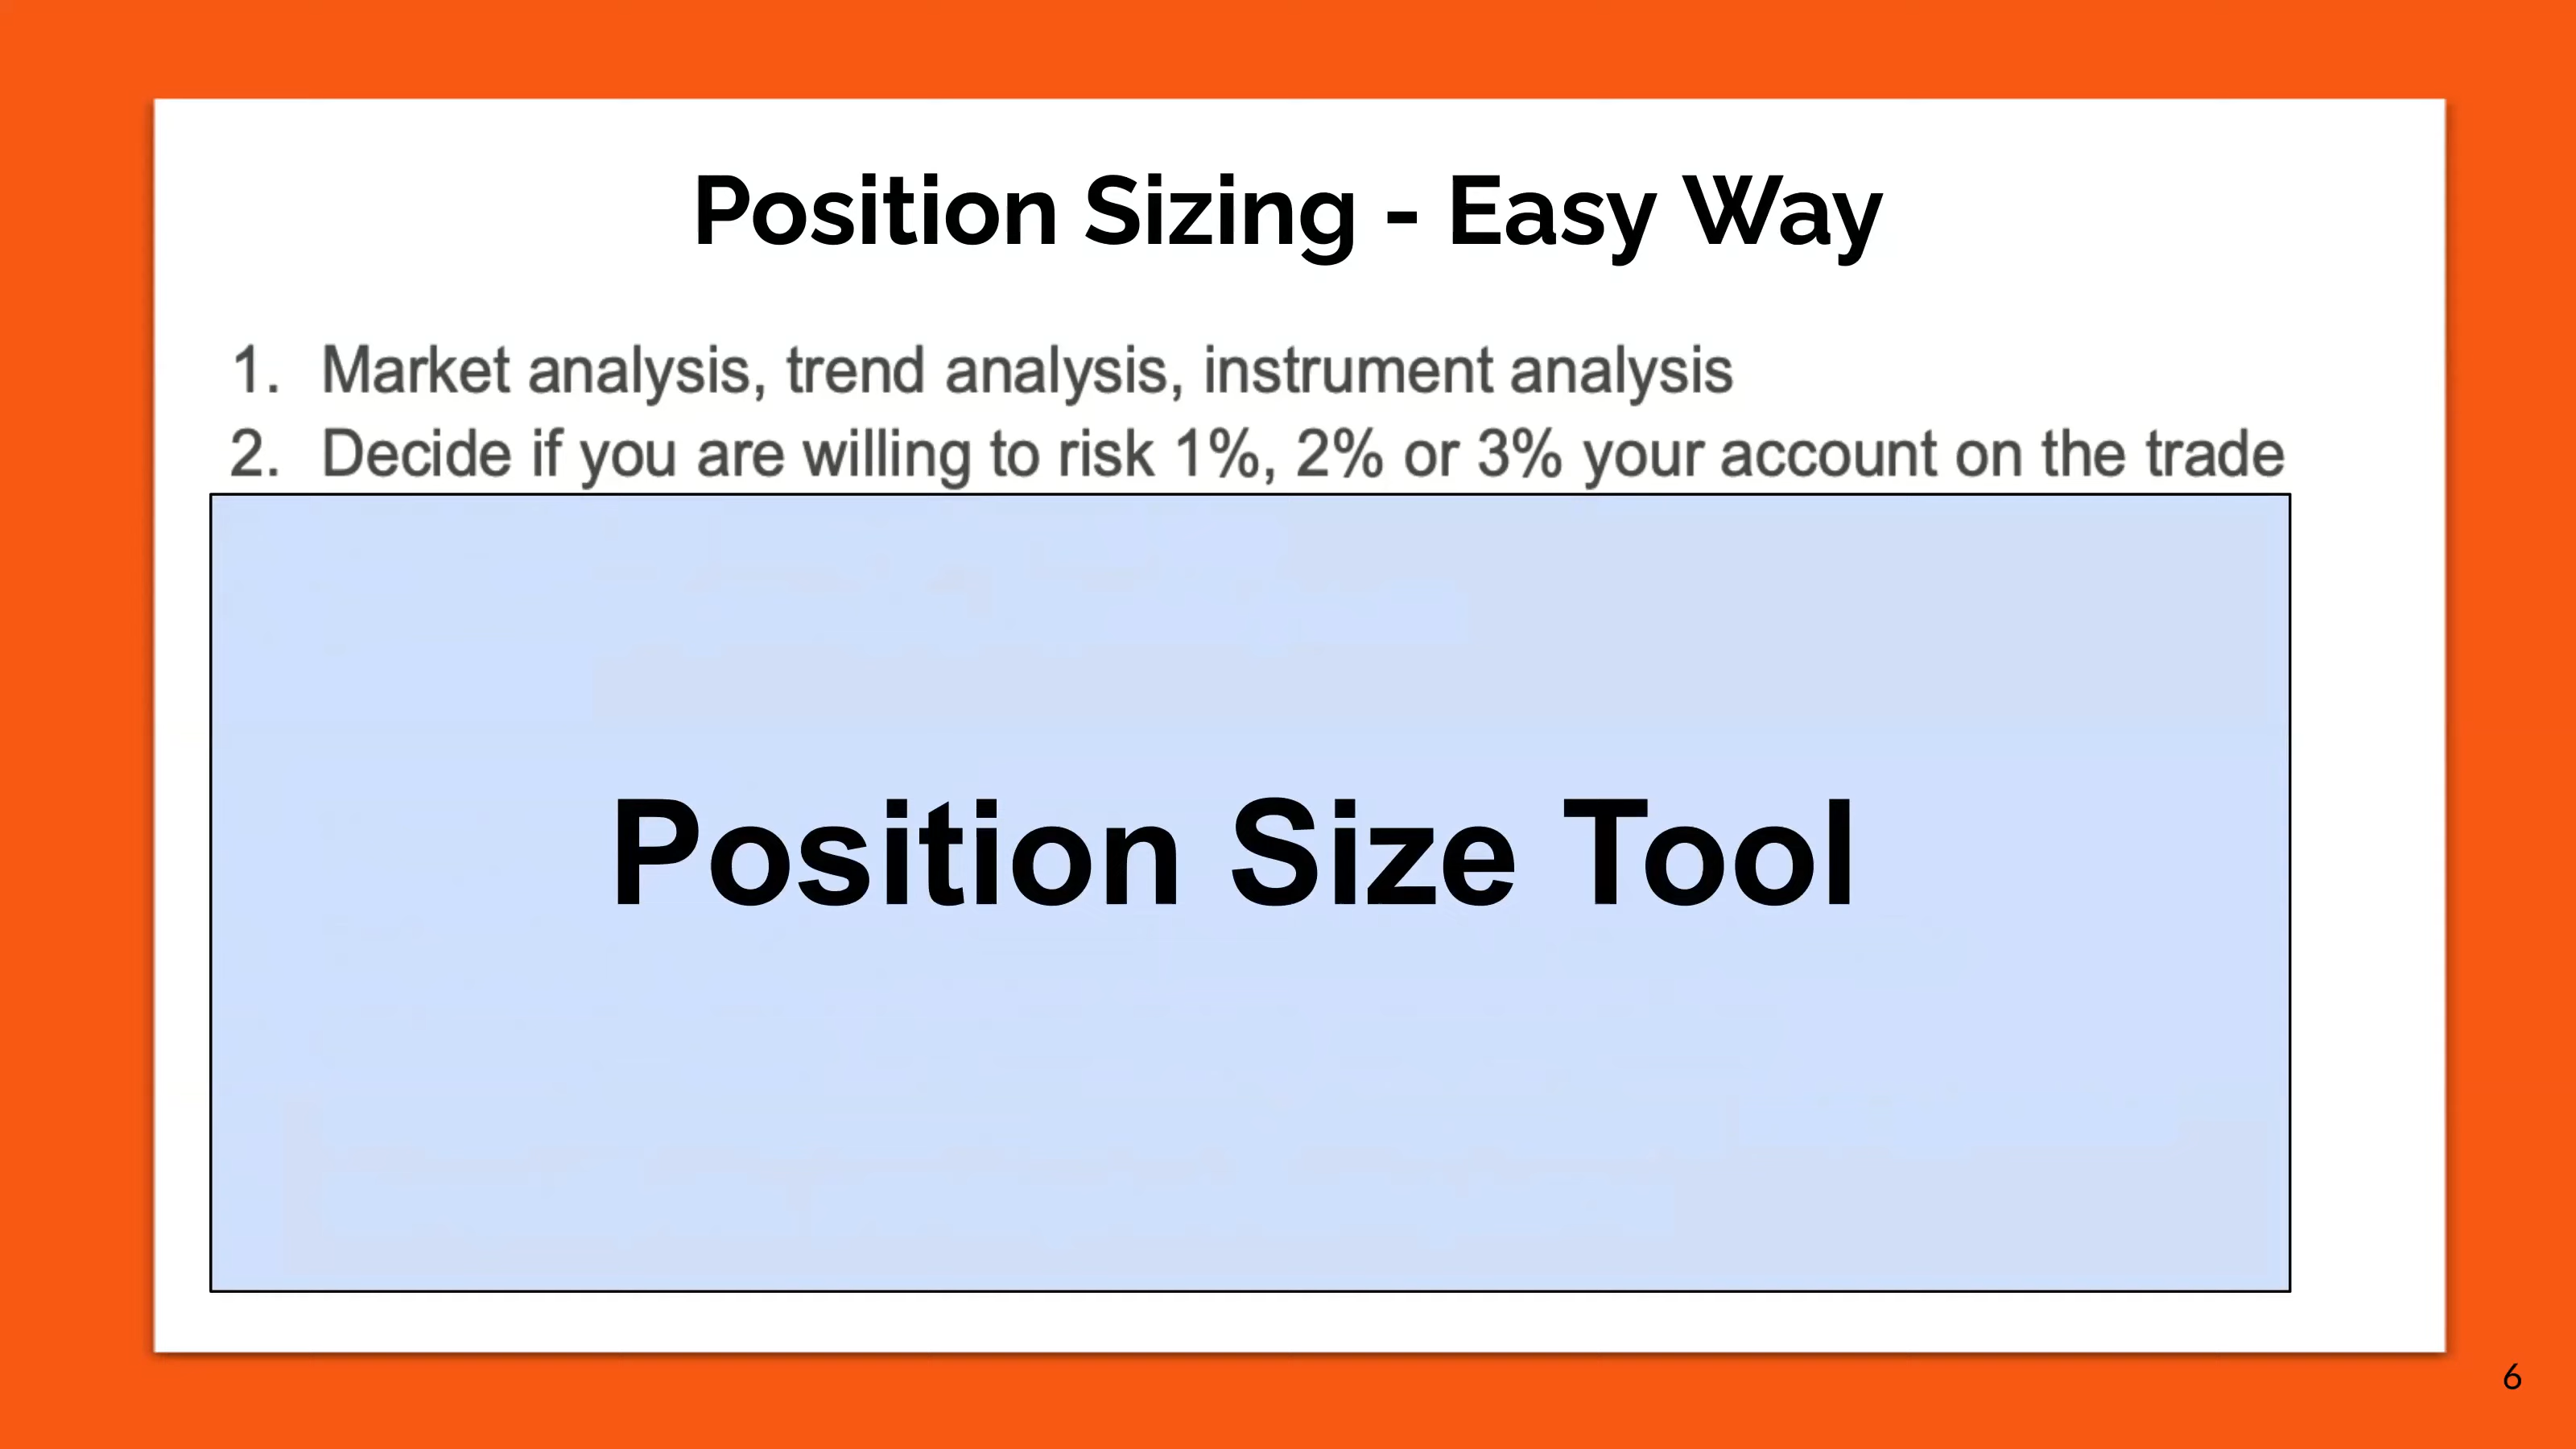 Position Sizing - Easy Way
1. Market analysis, trend analysis, instrument analysis
2. Decide if you are willing to risk 1%, 2% or 3% your account on the trade
Position Size Tool
6